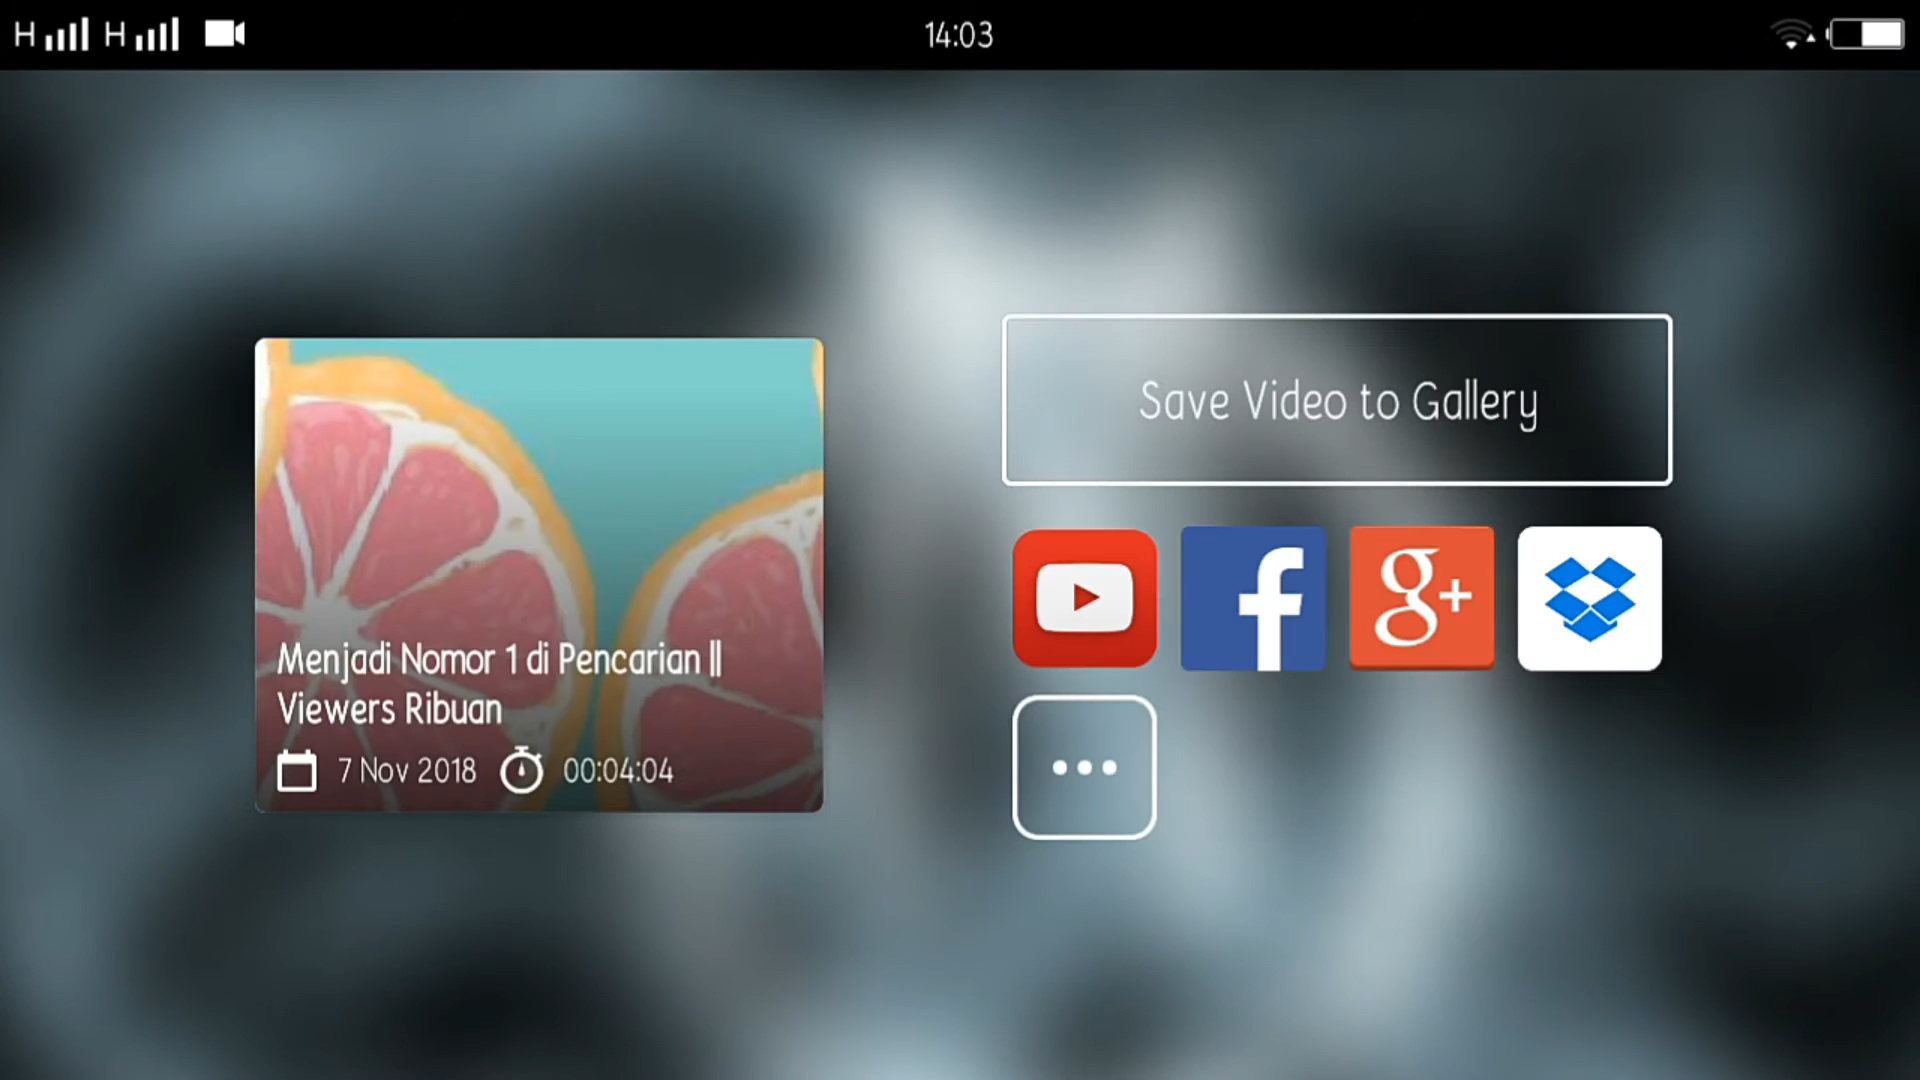 H H 14:03
Save Video to Gallery
f g+
Menjadi Nomor 1 di Pencarian ||
Viewers Ribuan
7 Nov 2018 00:04:04